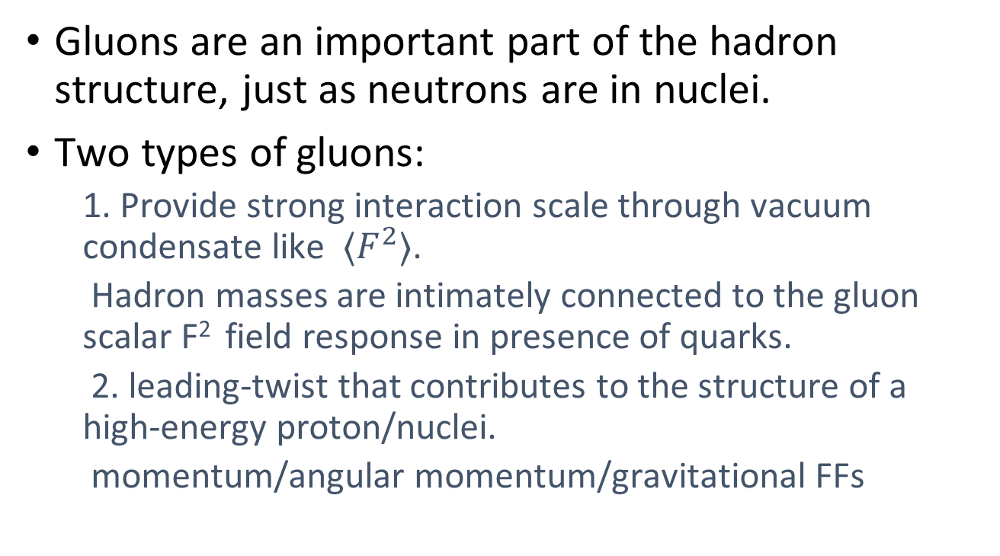 • Gluons are an important part of the hadron
structure, just as neutrons are in nuclei.
• Two types of gluons:
1. Provide strong interaction scale through vacuum
condensate like ⟨F²⟩.
Hadron masses are intimately connected to the gluon
scalar F² field response in presence of quarks.
2. leading-twist that contributes to the structure of a
high-energy proton/nuclei.
momentum/angular momentum/gravitational FFs